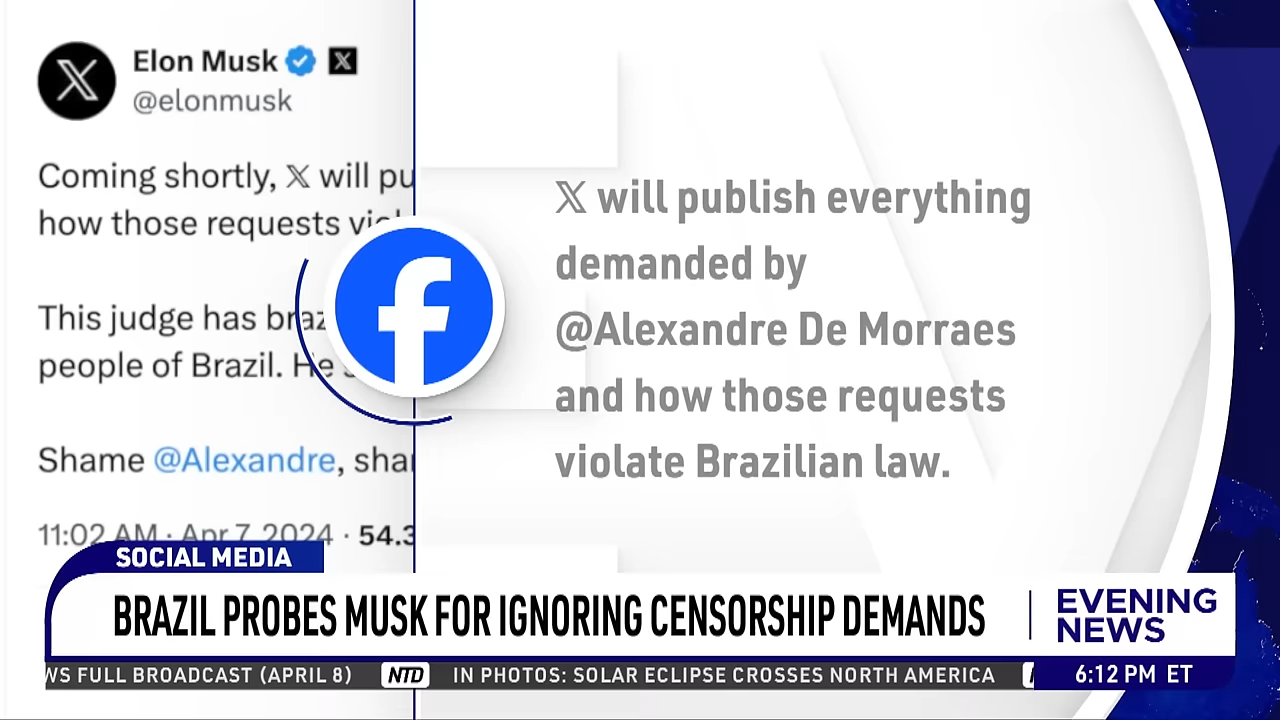 Elon Musk
@elonmusk
Coming shortly, 𝕏 will pu
how those requests
This judge has
people of Brazil. He
Shame @Alexandre,
11:02 AM · Apr 7, 2024 · 54.3
𝕏 will publish everything
demanded by
@Alexandre De Morraes
and how those requests
violate Brazilian law.
SOCIAL MEDIA
BRAZIL PROBES MUSK FOR IGNORING CENSORSHIP DEMANDS
EVENING
NEWS
WS FULL BROADCAST (APRIL 8) NTD IN PHOTOS: SOLAR ECLIPSE CROSSES NORTH AMERICA
6:12 PM ET